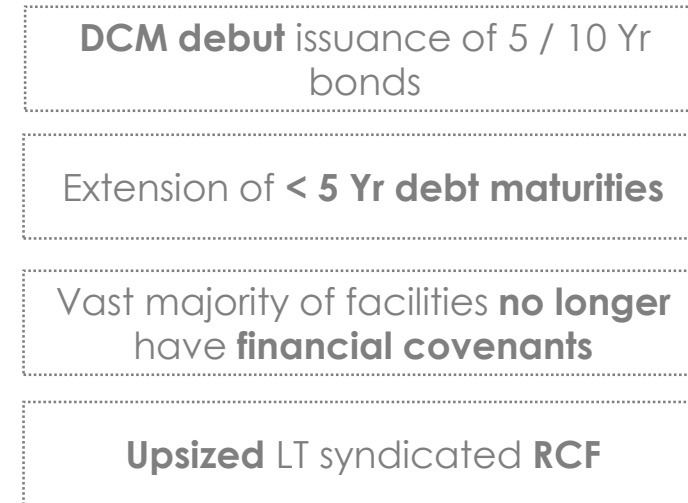 DCM debut issuance of 5 / 10 Yr
bonds
Extension of < 5 Yr debt maturities
Vast majority of facilities no longer
have financial covenants
Upsized LT syndicated RCF